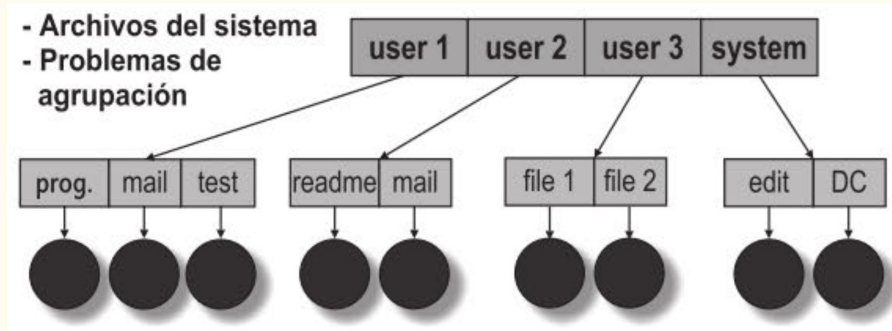 - Archivos del sistema
- Problemas de
agrupación
user 1 user 2 user 3 system
prog. mail test readme mail file 1 file 2 edit DC